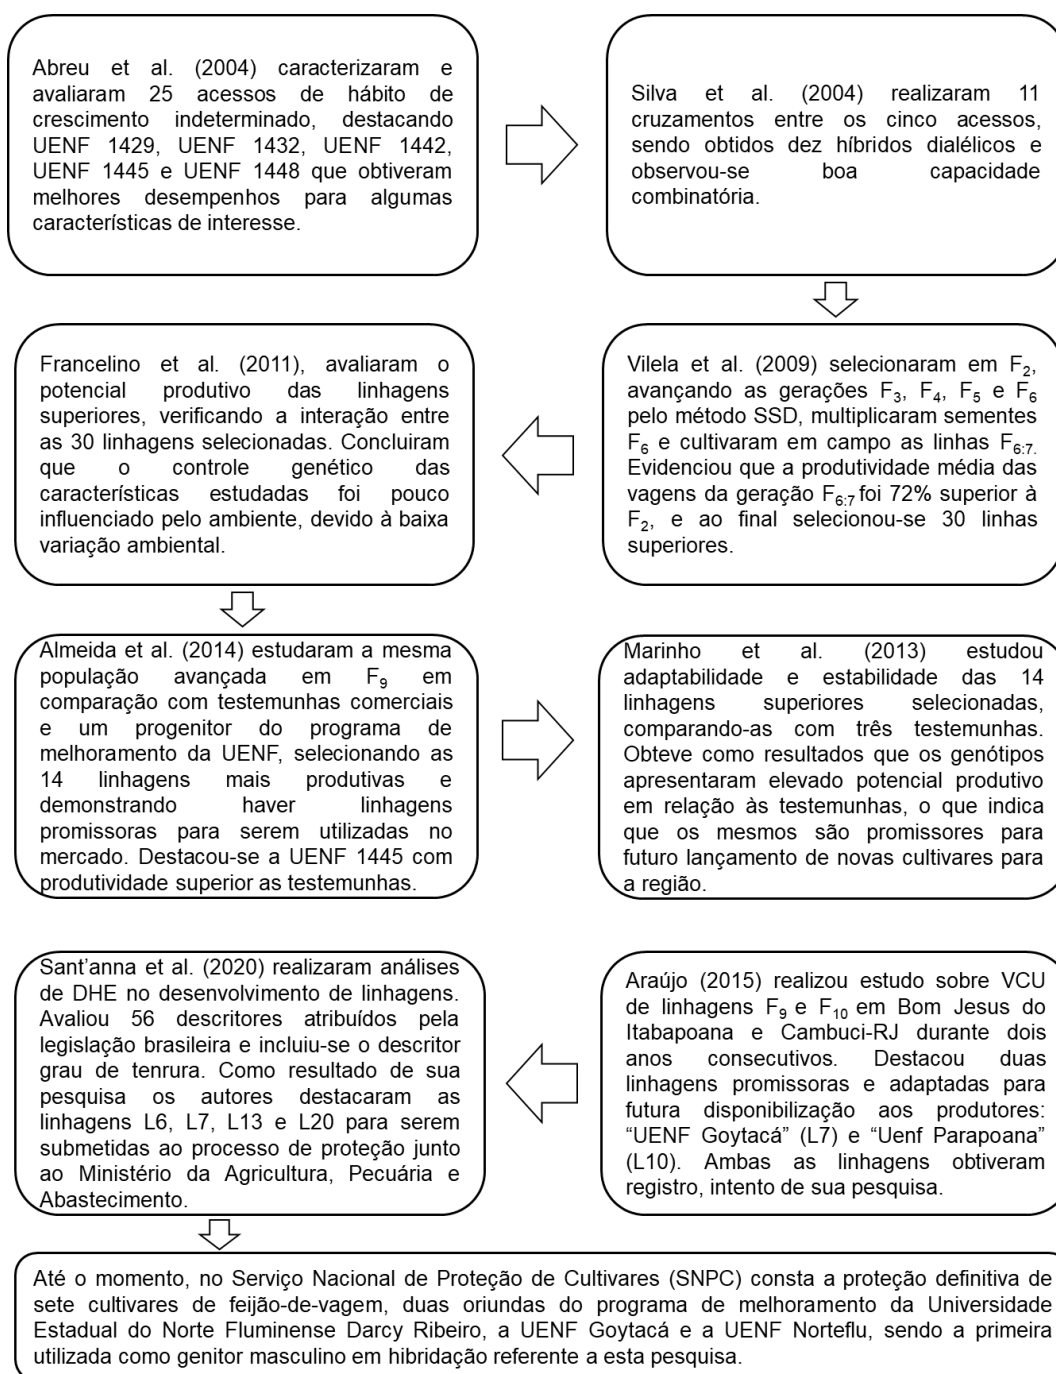 Abreu et al. (2004) caracterizaram e
avaliaram 25 acessos de hábito de
crescimento indeterminado, destacando
UENF 1429, UENF 1432, UENF 1442,
UENF 1445 e UENF 1448 que obtiveram
melhores desempenhos para algumas
características de interesse.
Silva et al. (2004) realizaram 11
cruzamentos entre os cinco acessos,
sendo obtidos dez híbridos dialélicos e
observou-se boa capacidade
combinatória.
Vilela et al. (2009) selecionaram em F2,
avançando as gerações F3, F4, F5 e F6
pelo método SSD, multiplicaram sementes
F6 e cultivaram em campo as linhas F6:7.
Evidenciou que a produtividade média das
vagens da geração F6:7 foi 72% superior à
F2, e ao final selecionou-se 30 linhas
superiores.
Francelino et al. (2011), avaliaram o
potencial produtivo das linhagens
superiores, verificando a interação entre
as 30 linhagens selecionadas. Concluiram
que o controle genético das
características estudadas foi pouco
influenciado pelo ambiente, devido à baixa
variação ambiental.
Almeida et al. (2014) estudaram a mesma
população avançada em F9 em
comparação com testemunhas comerciais
e um progenitor do programa de
melhoramento da UENF, selecionando as
14 linhagens mais produtivas e
demonstrando haver linhagens
promissoras para serem utilizadas no
mercado. Destacou-se a UENF 1445 com
produtividade superior as testemunhas.
Marinho et al. (2013) estudou
adaptabilidade e estabilidade das 14
linhagens superiores selecionadas,
comparando-as com três testemunhas.
Obteve como resultados que os genótipos
apresentaram elevado potencial produtivo
em relação às testemunhas, o que indica
que os mesmos são promissores para
futuro lançamento de novas cultivares para
a região.
Araújo (2015) realizou estudo sobre VCU
de linhagens F9 e F10 em Bom Jesus do
Itabapoana e Cambuci-RJ durante dois
anos consecutivos. Destacou duas
linhagens promissoras e adaptadas para
futura disponibilização aos produtores:
“UENF Goytacá” (L7) e “Uenf Parapoana”
(L10). Ambas as linhagens obtiveram
registro, intento de sua pesquisa.
Sant’anna et al. (2020) realizaram análises
de DHE no desenvolvimento de linhagens.
Avaliou 56 descritores atribuídos pela
legislação brasileira e incluiu-se o descritor
grau de tenrura. Como resultado de sua
pesquisa os autores destacaram as
linhagens L6, L7, L13 e L20 para serem
submetidas ao processo de proteção junto
ao Ministério da Agricultura, Pecuária e
Abastecimento.
Até o momento, no Serviço Nacional de Proteção de Cultivares (SNPC) consta a proteção definitiva de
sete cultivares de feijão-de-vagem, duas oriundas do programa de melhoramento da Universidade
Estadual do Norte Fluminense Darcy Ribeiro, a UENF Goytacá e a UENF Norteflu, sendo a primeira
utilizada como genitor masculino em hibridação referente a esta pesquisa.